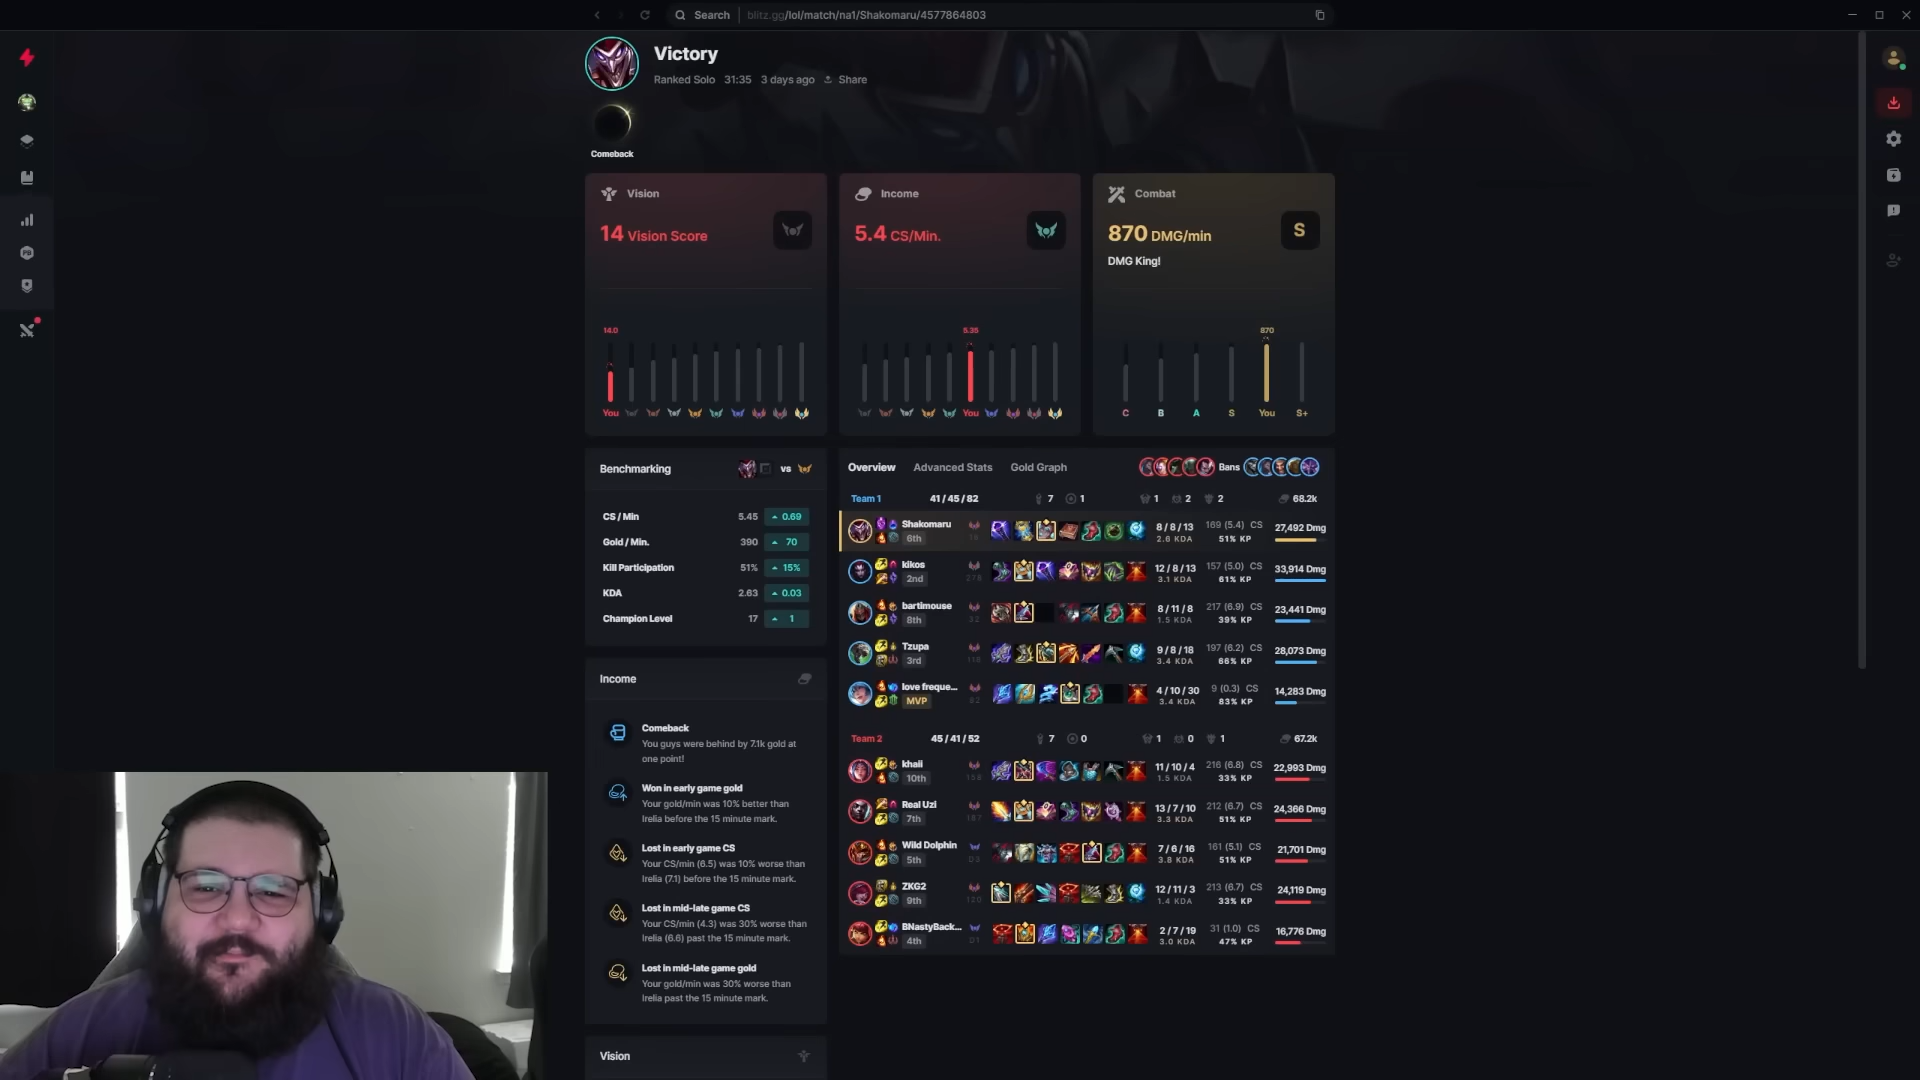 Search blitz.gg/lol/match/na1/Shakomaru/4577864803
Victory
Ranked Solo 31:35 3 days ago Share
Comeback
Vision
14 Vision Score
14.0
You
Income
5.4 CS/Min.
5.35
You
Combat
870 DMG/min
S
DMG King!
870
C B A S You S+
Benchmarking vs
CS / Min 5.45 0.69
Gold / Min. 390 70
Kill Participation 51% 15%
KDA 2.63 0.03
Champion Level 17 1
Income
Comeback
You guys were behind by 7.1k gold at
one point!
Won in early game gold
Your gold/min was 10% better than
Irelia before the 15 minute mark.
Lost in early game CS
Your CS/min (6.5) was 10% worse than
Irelia (7.1) before the 15 minute mark.
Lost in mid-late game CS
Your CS/min (4.3) was 30% worse than
Irelia (6.6) past the 15 minute mark.
Lost in mid-late game gold
Your gold/min was 30% worse than
Irelia past the 15 minute mark.
Vision
Overview Advanced Stats Gold Graph Bans
Team 1 41 / 45 / 82 7 1 1 2 2 68.2k
Shakomaru 8 / 8 / 13 169 (5.4) CS 27,492 Dmg
6th 2.6 KDA 51% KP
kikos 12 / 8 / 13 157 (5.0) CS 33,914 Dmg
2nd 278 3.1 KDA 61% KP
bartimouse 8 / 11 / 8 217 (6.9) CS 23,441 Dmg
8th 32 1.5 KDA 39% KP
Tzupa 9 / 8 / 18 197 (6.2) CS 28,073 Dmg
3rd 3.4 KDA 66% KP
love freque... 4 / 10 / 30 9 (0.3) CS 14,283 Dmg
MVP 3.4 KDA 83% KP
Team 2 45 / 41 / 52 7 0 1 0 1 67.2k
khali 11 / 10 / 4 216 (6.8) CS 22,993 Dmg
10th 1.5 KDA 33% KP
Real Uzi 13 / 7 / 10 212 (6.7) CS 24,366 Dmg
7th 187 3.3 KDA 51% KP
Wild Dolphin 7 / 6 / 16 161 (5.1) CS 21,701 Dmg
5th 3.8 KDA 51% KP
ZKG2 12 / 11 / 3 213 (6.7) CS 24,119 Dmg
9th 120 1.4 KDA 33% KP
BNastyBack... 2 / 7 / 19 31 (1.0) CS 16,776 Dmg
4th D1 3.0 KDA 47% KP